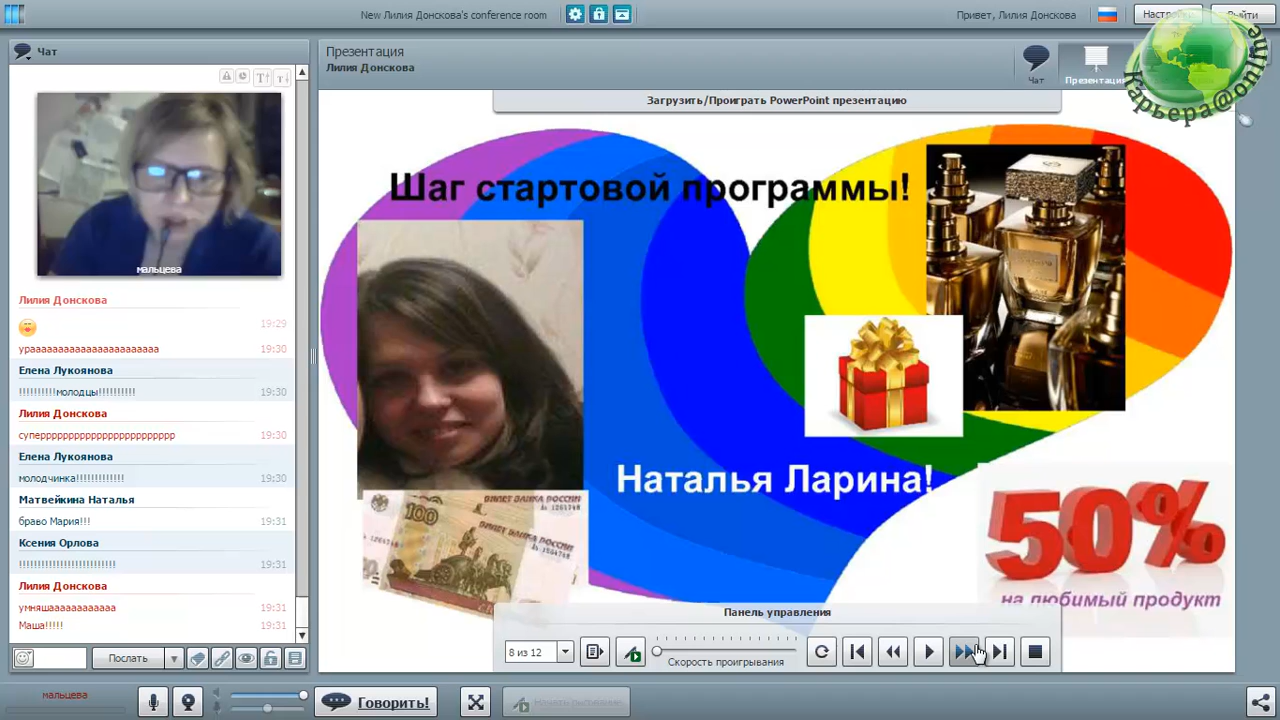 New Лилия Донскова's conference room
Привет, Лилия Донскова
Выйти
Чат
Презентация
Лилия Донскова
Чат
Презентация
Карьера@online
Загрузить/Проиграть PowerPoint презентацию
мальцева
Шаг стартовой программы!
Наталья Ларина!
100
БИЛЕТ БАНКА РОССИИ
50%
на любимый продукт
Лилия Донскова
19:29
ураааааааааааааааааааааа 19:30
Елена Лукоянова
!!!!!!!!!!молодцы!!!!!!!!!! 19:30
Лилия Донскова
суперрррррррррррррррррррррррр 19:30
Елена Лукоянова
молодчинка!!!!!!!!!!!!! 19:30
Матвейкина Наталья
браво Мария!!! 19:31
Ксения Орлова
!!!!!!!!!!!!!!!!!!!!!!!!!! 19:31
Лилия Донскова
умняшаааааааааааа 19:31
Маша!!!!! 19:31
Послать
Панель управления
8 из 12
Скорость проигрывания
мальцева
Говорить!